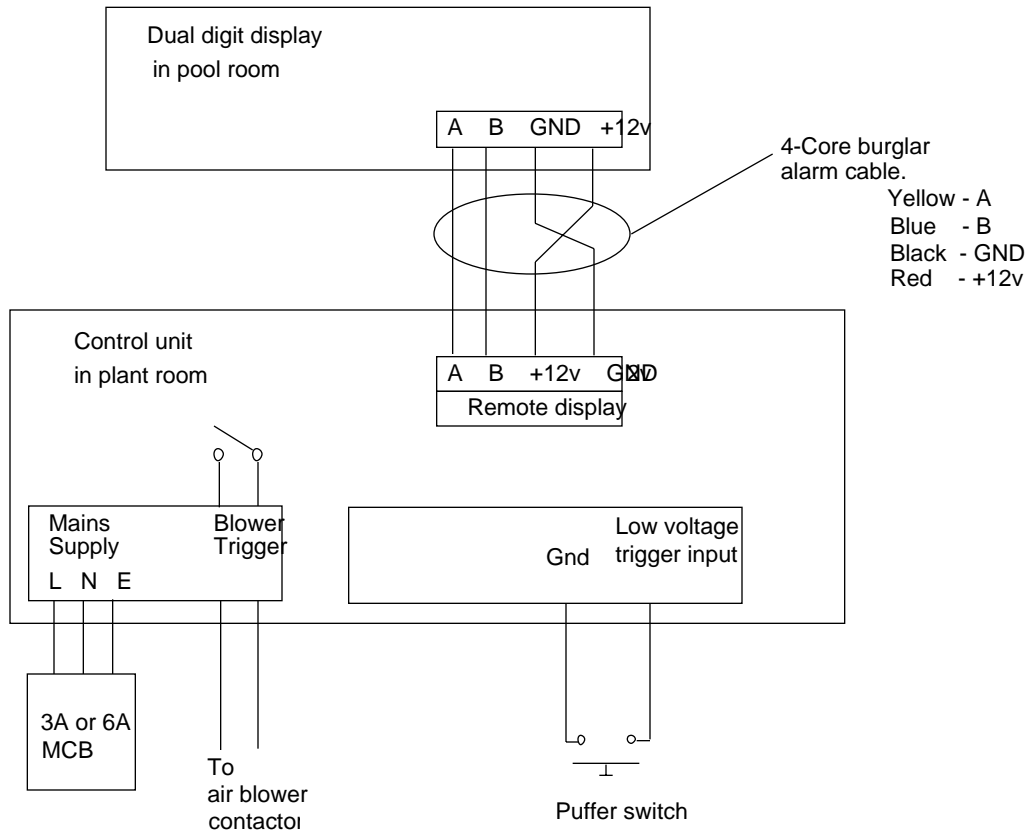 Dual digit display
in pool room
A B GND +12v
4-Core burglar
alarm cable.
Yellow - A
Blue - B
Black - GND
Red - +12v
Control unit
in plant room
A B +12v GND
Remote display
Mains
Supply
L N E
Blower
Trigger
Gnd
Low voltage
trigger input
3A or 6A
MCB
To
air blower
contactor
Puffer switch